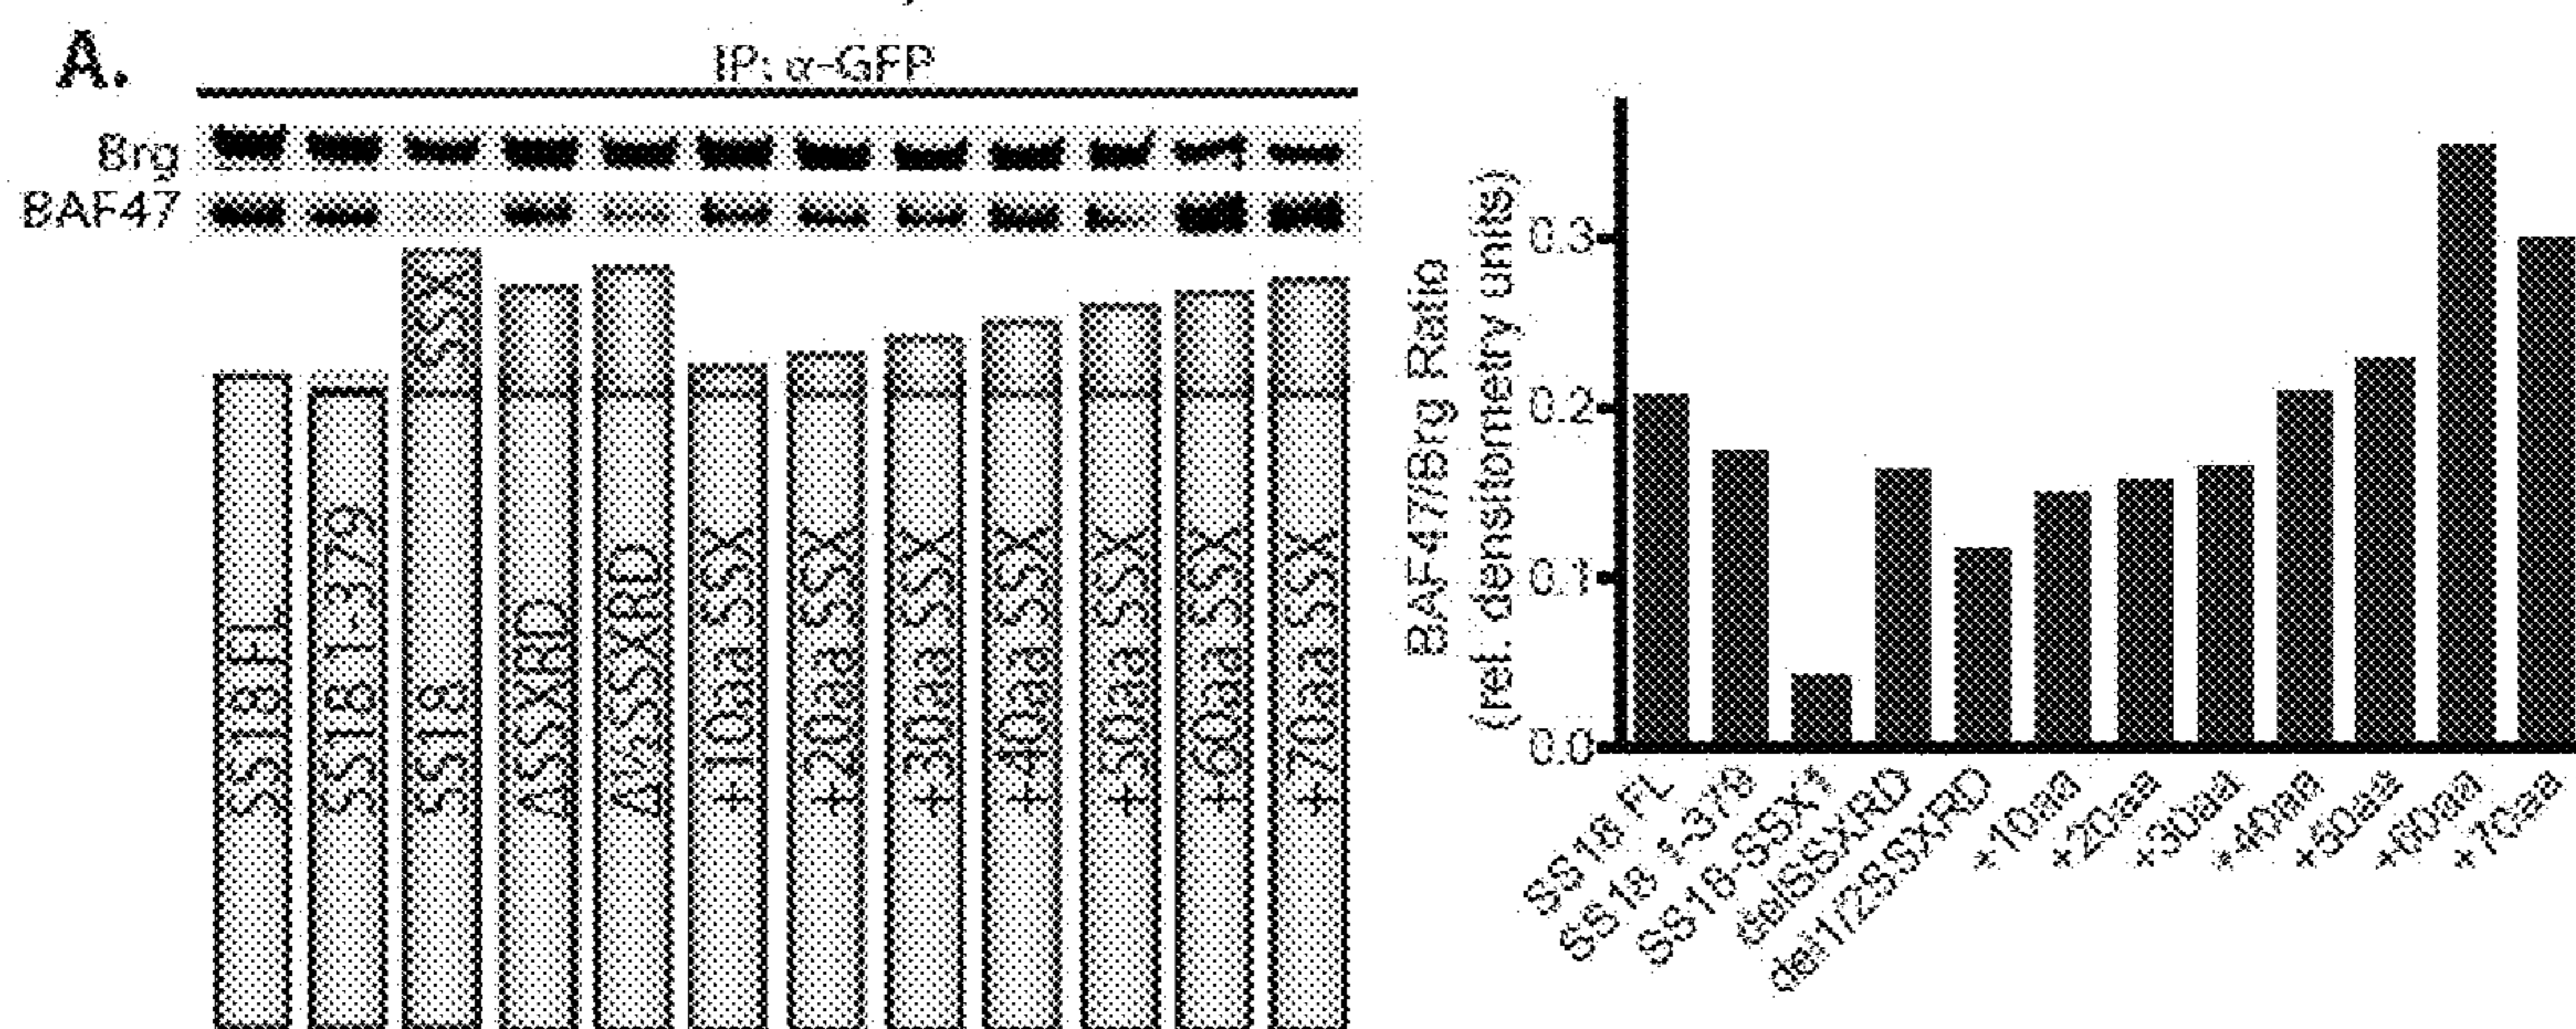 A.
IP: α-GFP
Brg
BAF47
SS18 FL
SS18 1-379
SS18 SSX
ΔSSXRD
Δ½SSXRD
+10aa SSX
+20aa SSX
+30aa SSX
+40aa SSX
+50aa SSX
+60aa SSX
+70aa SSX
BAF47/Brg Ratio
(rel. densitometry units)
0.3
0.2
0.1
0.0
SS18 FL
SS18 1-379
SS18-SSX1
delSSXRD
del1/2SSXRD
+10aa
+20aa
+30aa
+40aa
+50aa
+60aa
+70aa